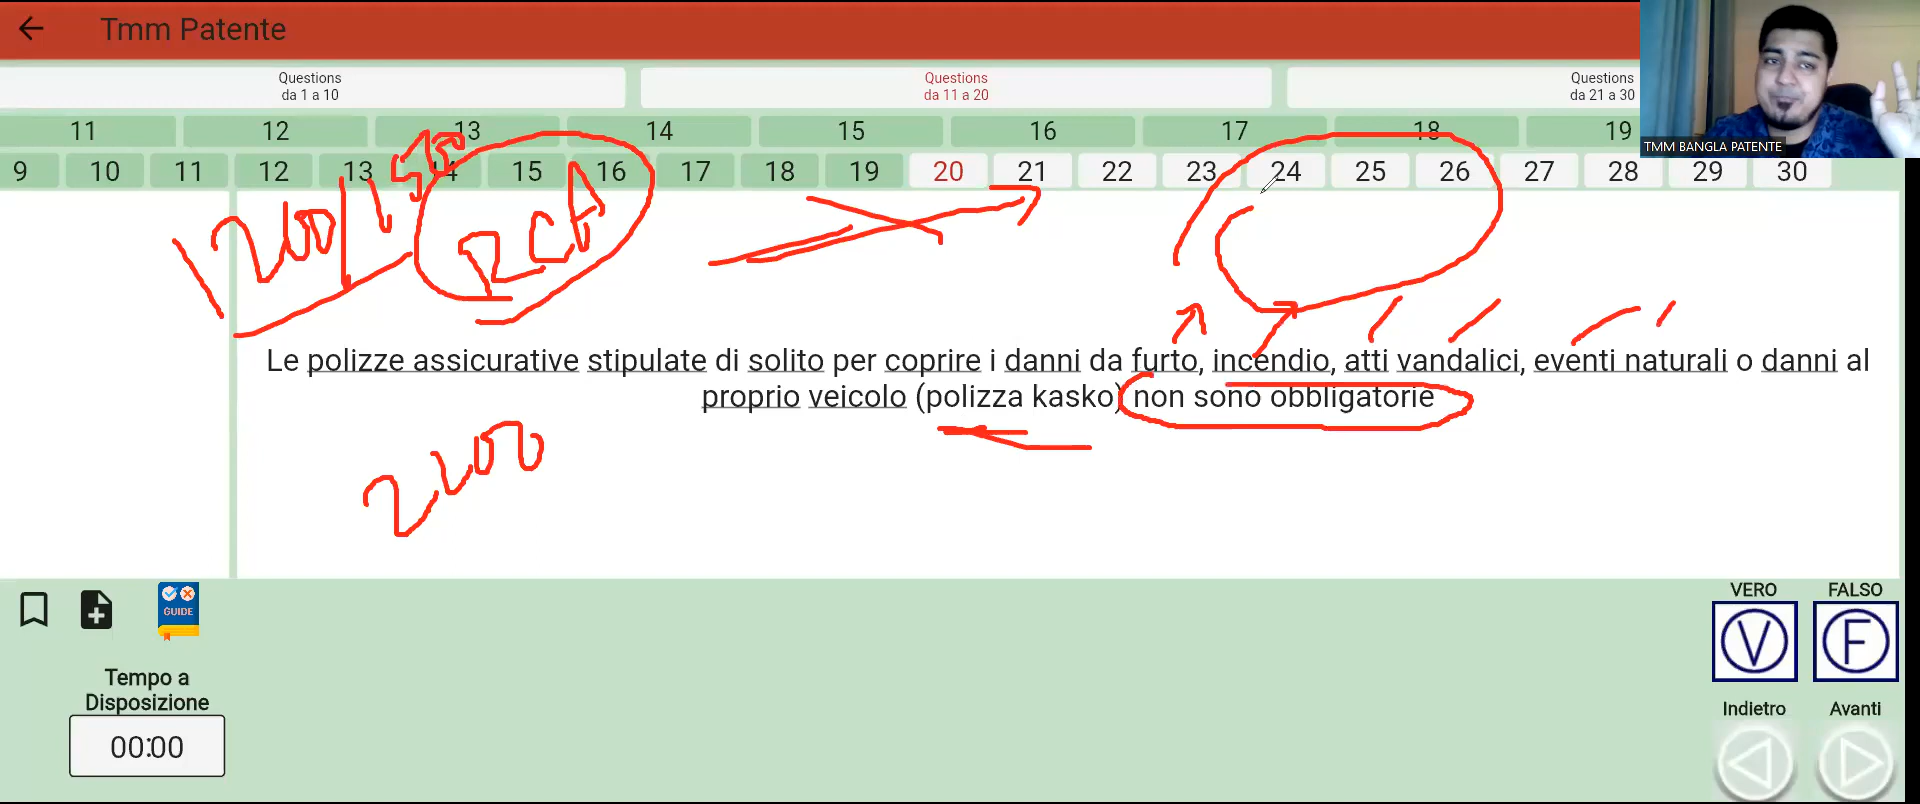 Tmm Patente
Questions
da 1 a 10
Questions
da 11 a 20
Questions
da 21 a 30
TMM BANGLA PATENTE
11 12 13 14 15 16 17 18 19
9 10 11 12 13 14 15 16 17 18 19 20 21 22 23 24 25 26 27 28 29 30
1200
1500
RCA
Le polizze assicurative stipulate di solito per coprire i danni da furto, incendio, atti vandalici, eventi naturali o danni al
proprio veicolo (polizza kasko) non sono obbligatorie
GUIDE
VERO FALSO
V F
Tempo a
Disposizione
00:00
Indietro Avanti